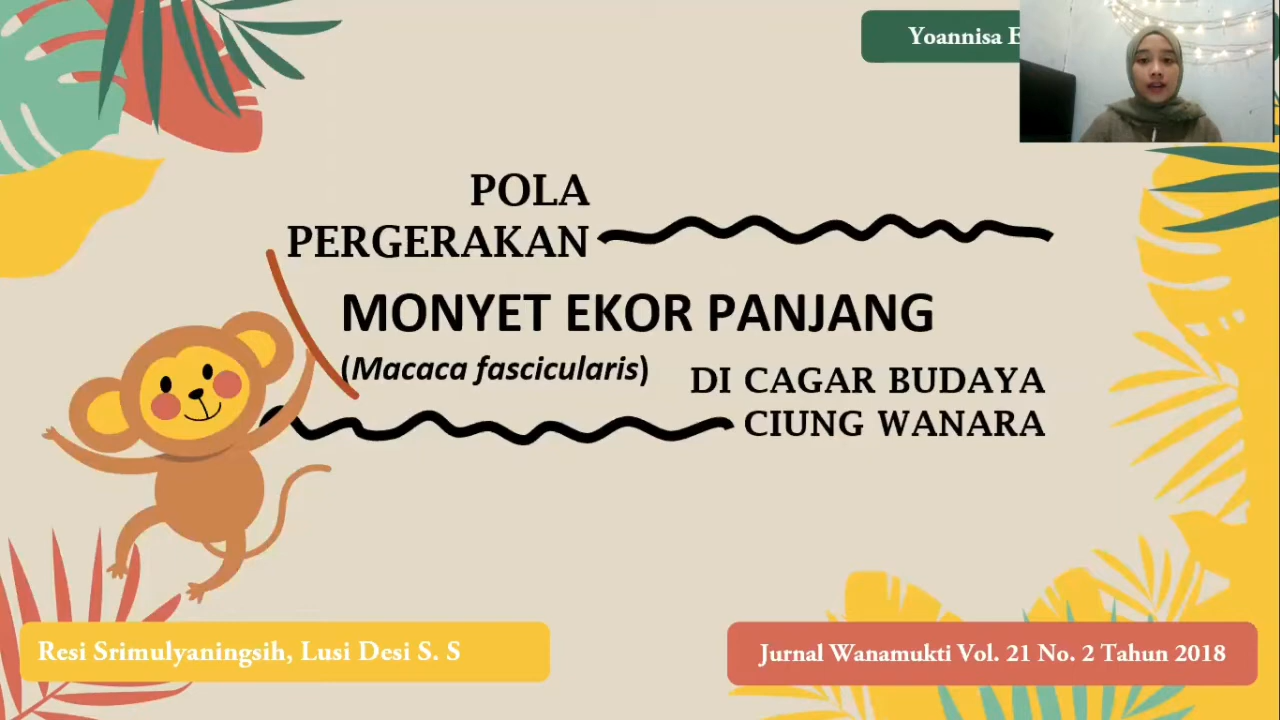 Yoannisa
POLA
PERGERAKAN
MONYET EKOR PANJANG
(Macaca fascicularis)
DI CAGAR BUDAYA
CIUNG WANARA
Resi Srimulyaningsih, Lusi Desi S. S
Jurnal Wanamukti Vol. 21 No. 2 Tahun 2018